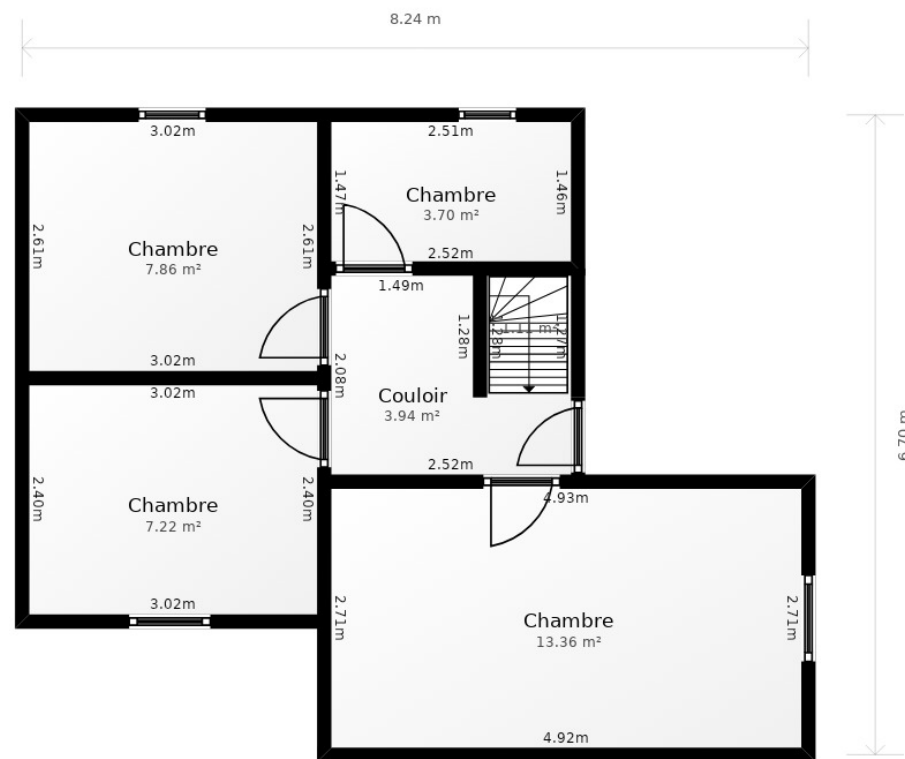 8.24 m
3.02m
2.51m
1.47m
1.46m
Chambre
3.70 m²
2.61m
Chambre
7.86 m²
2.61m
2.52m
1.49m
1.28m
3.02m
2.08m
3.02m
Couloir
3.94 m²
2.52m
4.93m
2.40m
Chambre
7.22 m²
2.40m
3.02m
2.71m
Chambre
13.36 m²
2.71m
4.92m